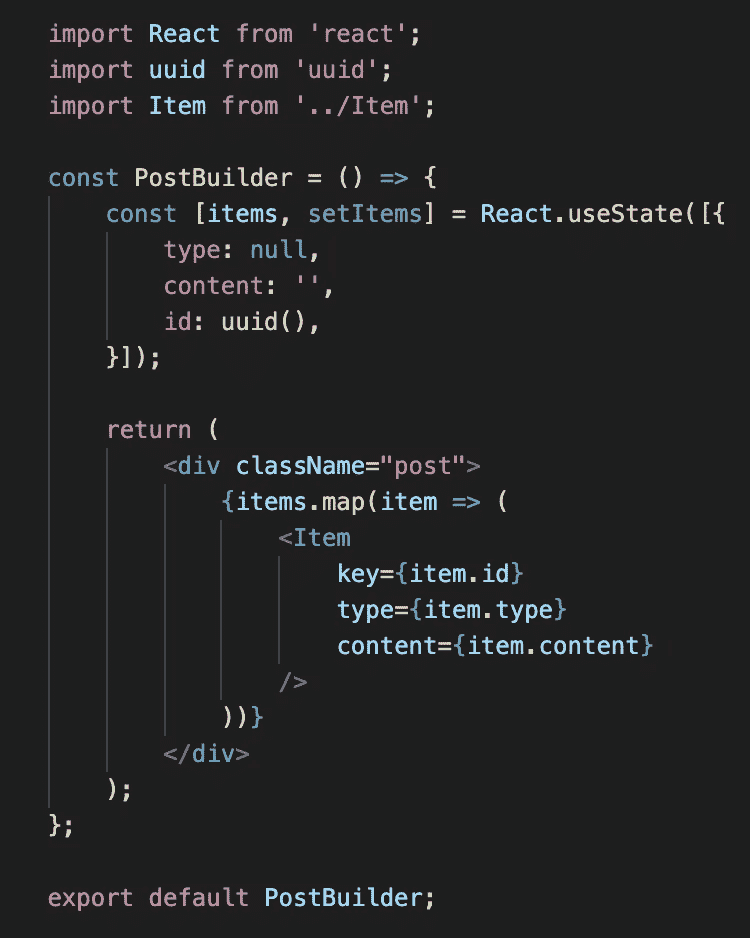 import React from 'react';
import uuid from 'uuid';
import Item from '../Item';

const PostBuilder = () => {
    const [items, setItems] = React.useState([{
        type: null,
        content: '',
        id: uuid(),
    }]);

    return (
        <div className="post">
            {items.map(item => (
                <Item
                    key={item.id}
                    type={item.type}
                    content={item.content}
                />
            ))}
        </div>
    );
};

export default PostBuilder;